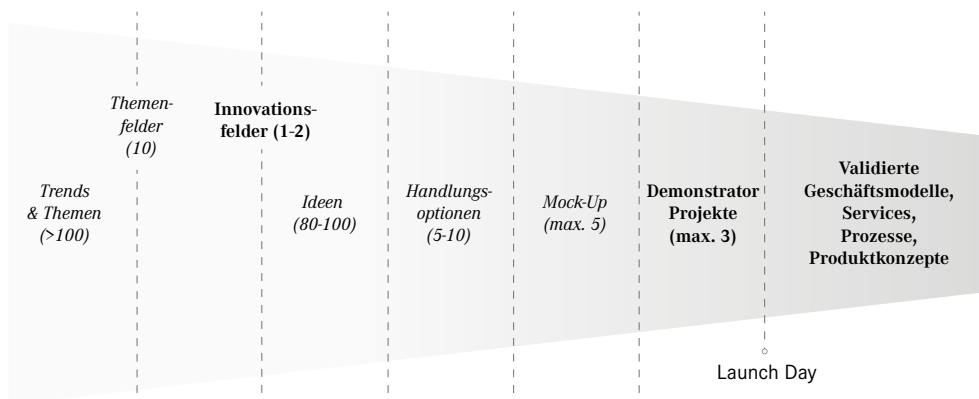 Themen-
felder
(10)
Innovations-
felder (1-2)
Trends
& Themen
(>100)
Ideen
(80-100)
Handlungs-
optionen
(5-10)
Mock-Up
(max. 5)
Demonstrator
Projekte
(max. 3)
Validierte
Geschäftsmodelle,
Services,
Prozesse,
Produktkonzepte
Launch Day